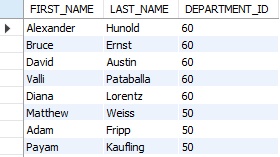 FIRST_NAME LAST_NAME DEPARTMENT_ID
Alexander Hunold 60
Bruce Ernst 60
David Austin 60
Valli Pataballa 60
Diana Lorentz 60
Matthew Weiss 50
Adam Fripp 50
Payam Kaufling 50